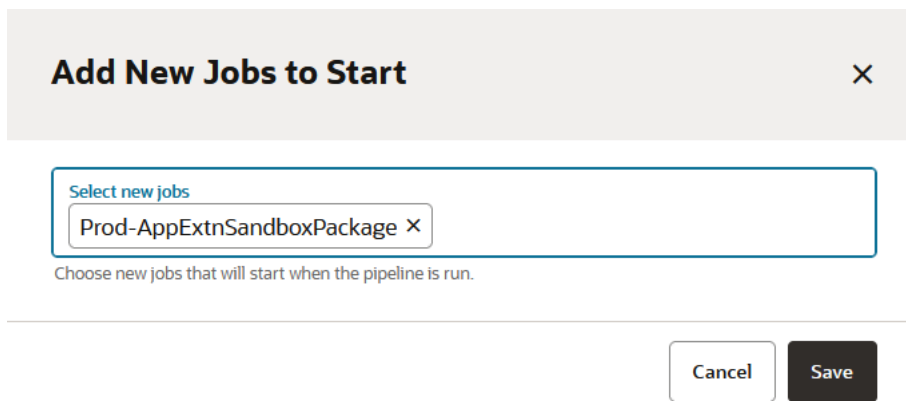 Add New Jobs to Start
Select new jobs
Prod-AppExtnSandboxPackage
Choose new jobs that will start when the pipeline is run.
Cancel
Save